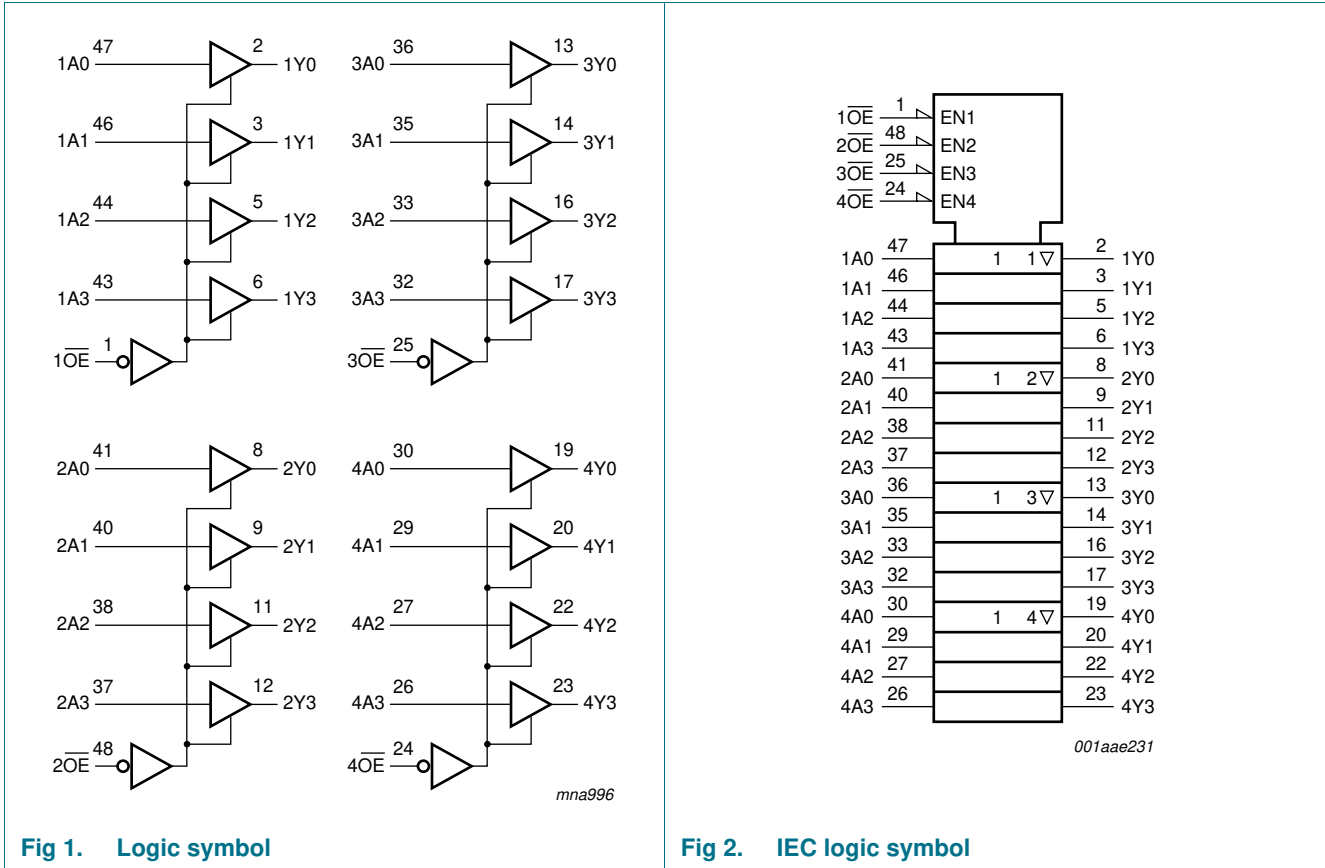 47 2 36 13
1A0 1Y0 3A0 3Y0
46 3 35 14
1A1 1Y1 3A1 3Y1
44 5 33 16
1A2 1Y2 3A2 3Y2
43 6 32 17
1A3 1Y3 3A3 3Y3
1 25
1O̅E̅ 3O̅E̅
41 8 30 19
2A0 2Y0 4A0 4Y0
40 9 29 20
2A1 2Y1 4A1 4Y1
38 11 27 22
2A2 2Y2 4A2 4Y2
37 12 26 23
2A3 2Y3 4A3 4Y3
48 24
2O̅E̅ 4O̅E̅
mna996
Fig 1. Logic symbol
1O̅E̅ 1 EN1
2O̅E̅ 48 EN2
3O̅E̅ 25 EN3
4O̅E̅ 24 EN4
1A0 47 1 1▽ 2 1Y0
1A1 46 3 1Y1
1A2 44 5 1Y2
1A3 43 6 1Y3
2A0 41 1 2▽ 8 2Y0
2A1 40 9 2Y1
2A2 38 11 2Y2
2A3 37 12 2Y3
3A0 36 1 3▽ 13 3Y0
3A1 35 14 3Y1
3A2 33 16 3Y2
3A3 32 17 3Y3
4A0 30 1 4▽ 19 4Y0
4A1 29 20 4Y1
4A2 27 22 4Y2
4A3 26 23 4Y3
001aae231
Fig 2. IEC logic symbol